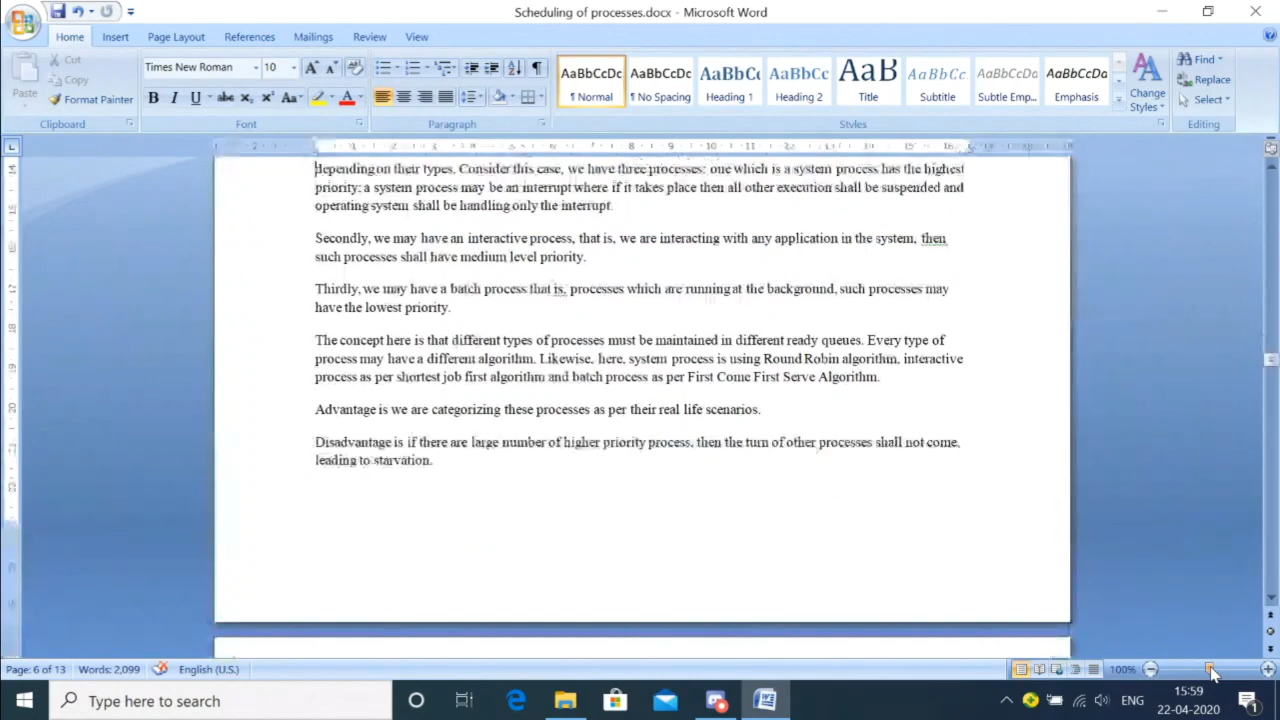 Scheduling of processes.docx - Microsoft Word
Home Insert Page Layout References Mailings Review View
Paste
Cut
Copy
Format Painter
Clipboard
Times New Roman 10
B I U abc x₂ x² Aa
Font
Paragraph
AaBbCcDc AaBbCcDc AaBbCc AaBbCc AaB AaBbCc. AaBbCcDa AaBbCcDa
¶ Normal ¶ No Spacing Heading 1 Heading 2 Title Subtitle Subtle Emp... Emphasis
Change Styles
Styles
Find
Replace
Select
Editing
depending on their types. Consider this case, we have three processes: one which is a system process has the highest
priority: a system process may be an interrupt where if it takes place then all other execution shall be suspended and
operating system shall be handling only the interrupt.
Secondly, we may have an interactive process, that is, we are interacting with any application in the system, then
such processes shall have medium level priority.
Thirdly, we may have a batch process that is, processes which are running at the background, such processes may
have the lowest priority.
The concept here is that different types of processes must be maintained in different ready queues. Every type of
process may have a different algorithm. Likewise, here, system process is using Round Robin algorithm, interactive
process as per shortest job first algorithm and batch process as per First Come First Serve Algorithm.
Advantage is we are categorizing these processes as per their real life scenarios.
Disadvantage is if there are large number of higher priority process, then the turn of other processes shall not come,
leading to starvation.
Page: 6 of 13 Words: 2,099 English (U.S.) 100%
Type here to search
ENG
15:59
22-04-2020
1